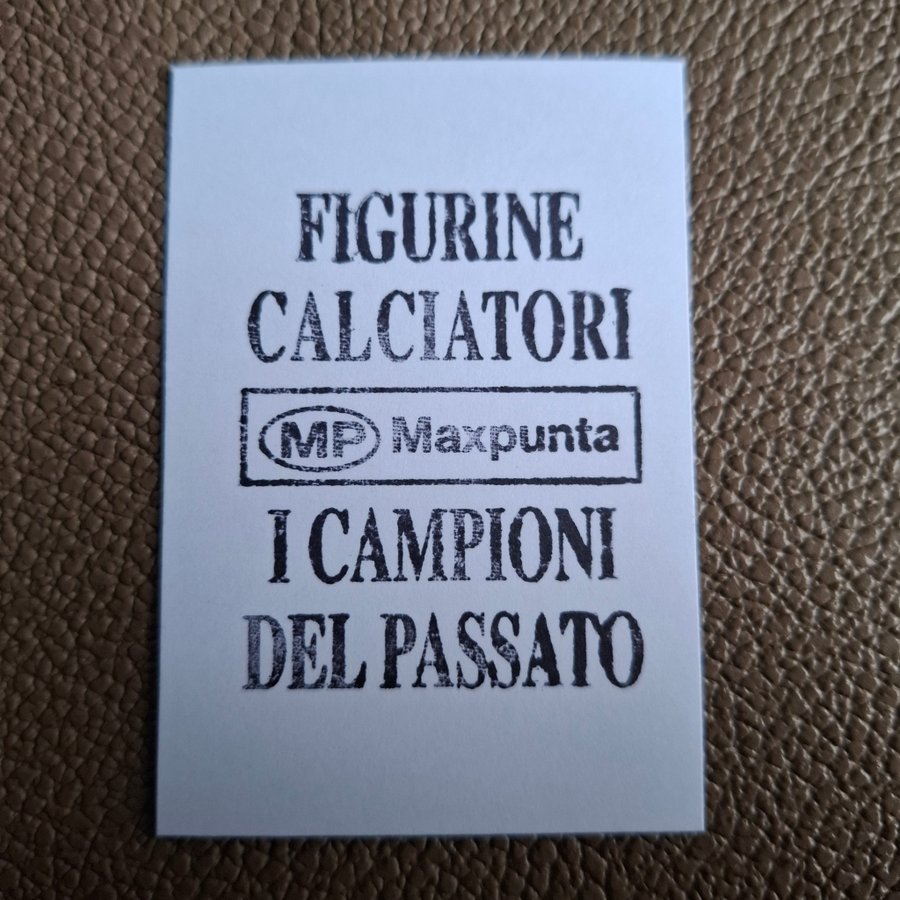 FIGURINE
CALCIATORI
MP Maxpunta
I CAMPIONI
DEL PASSATO